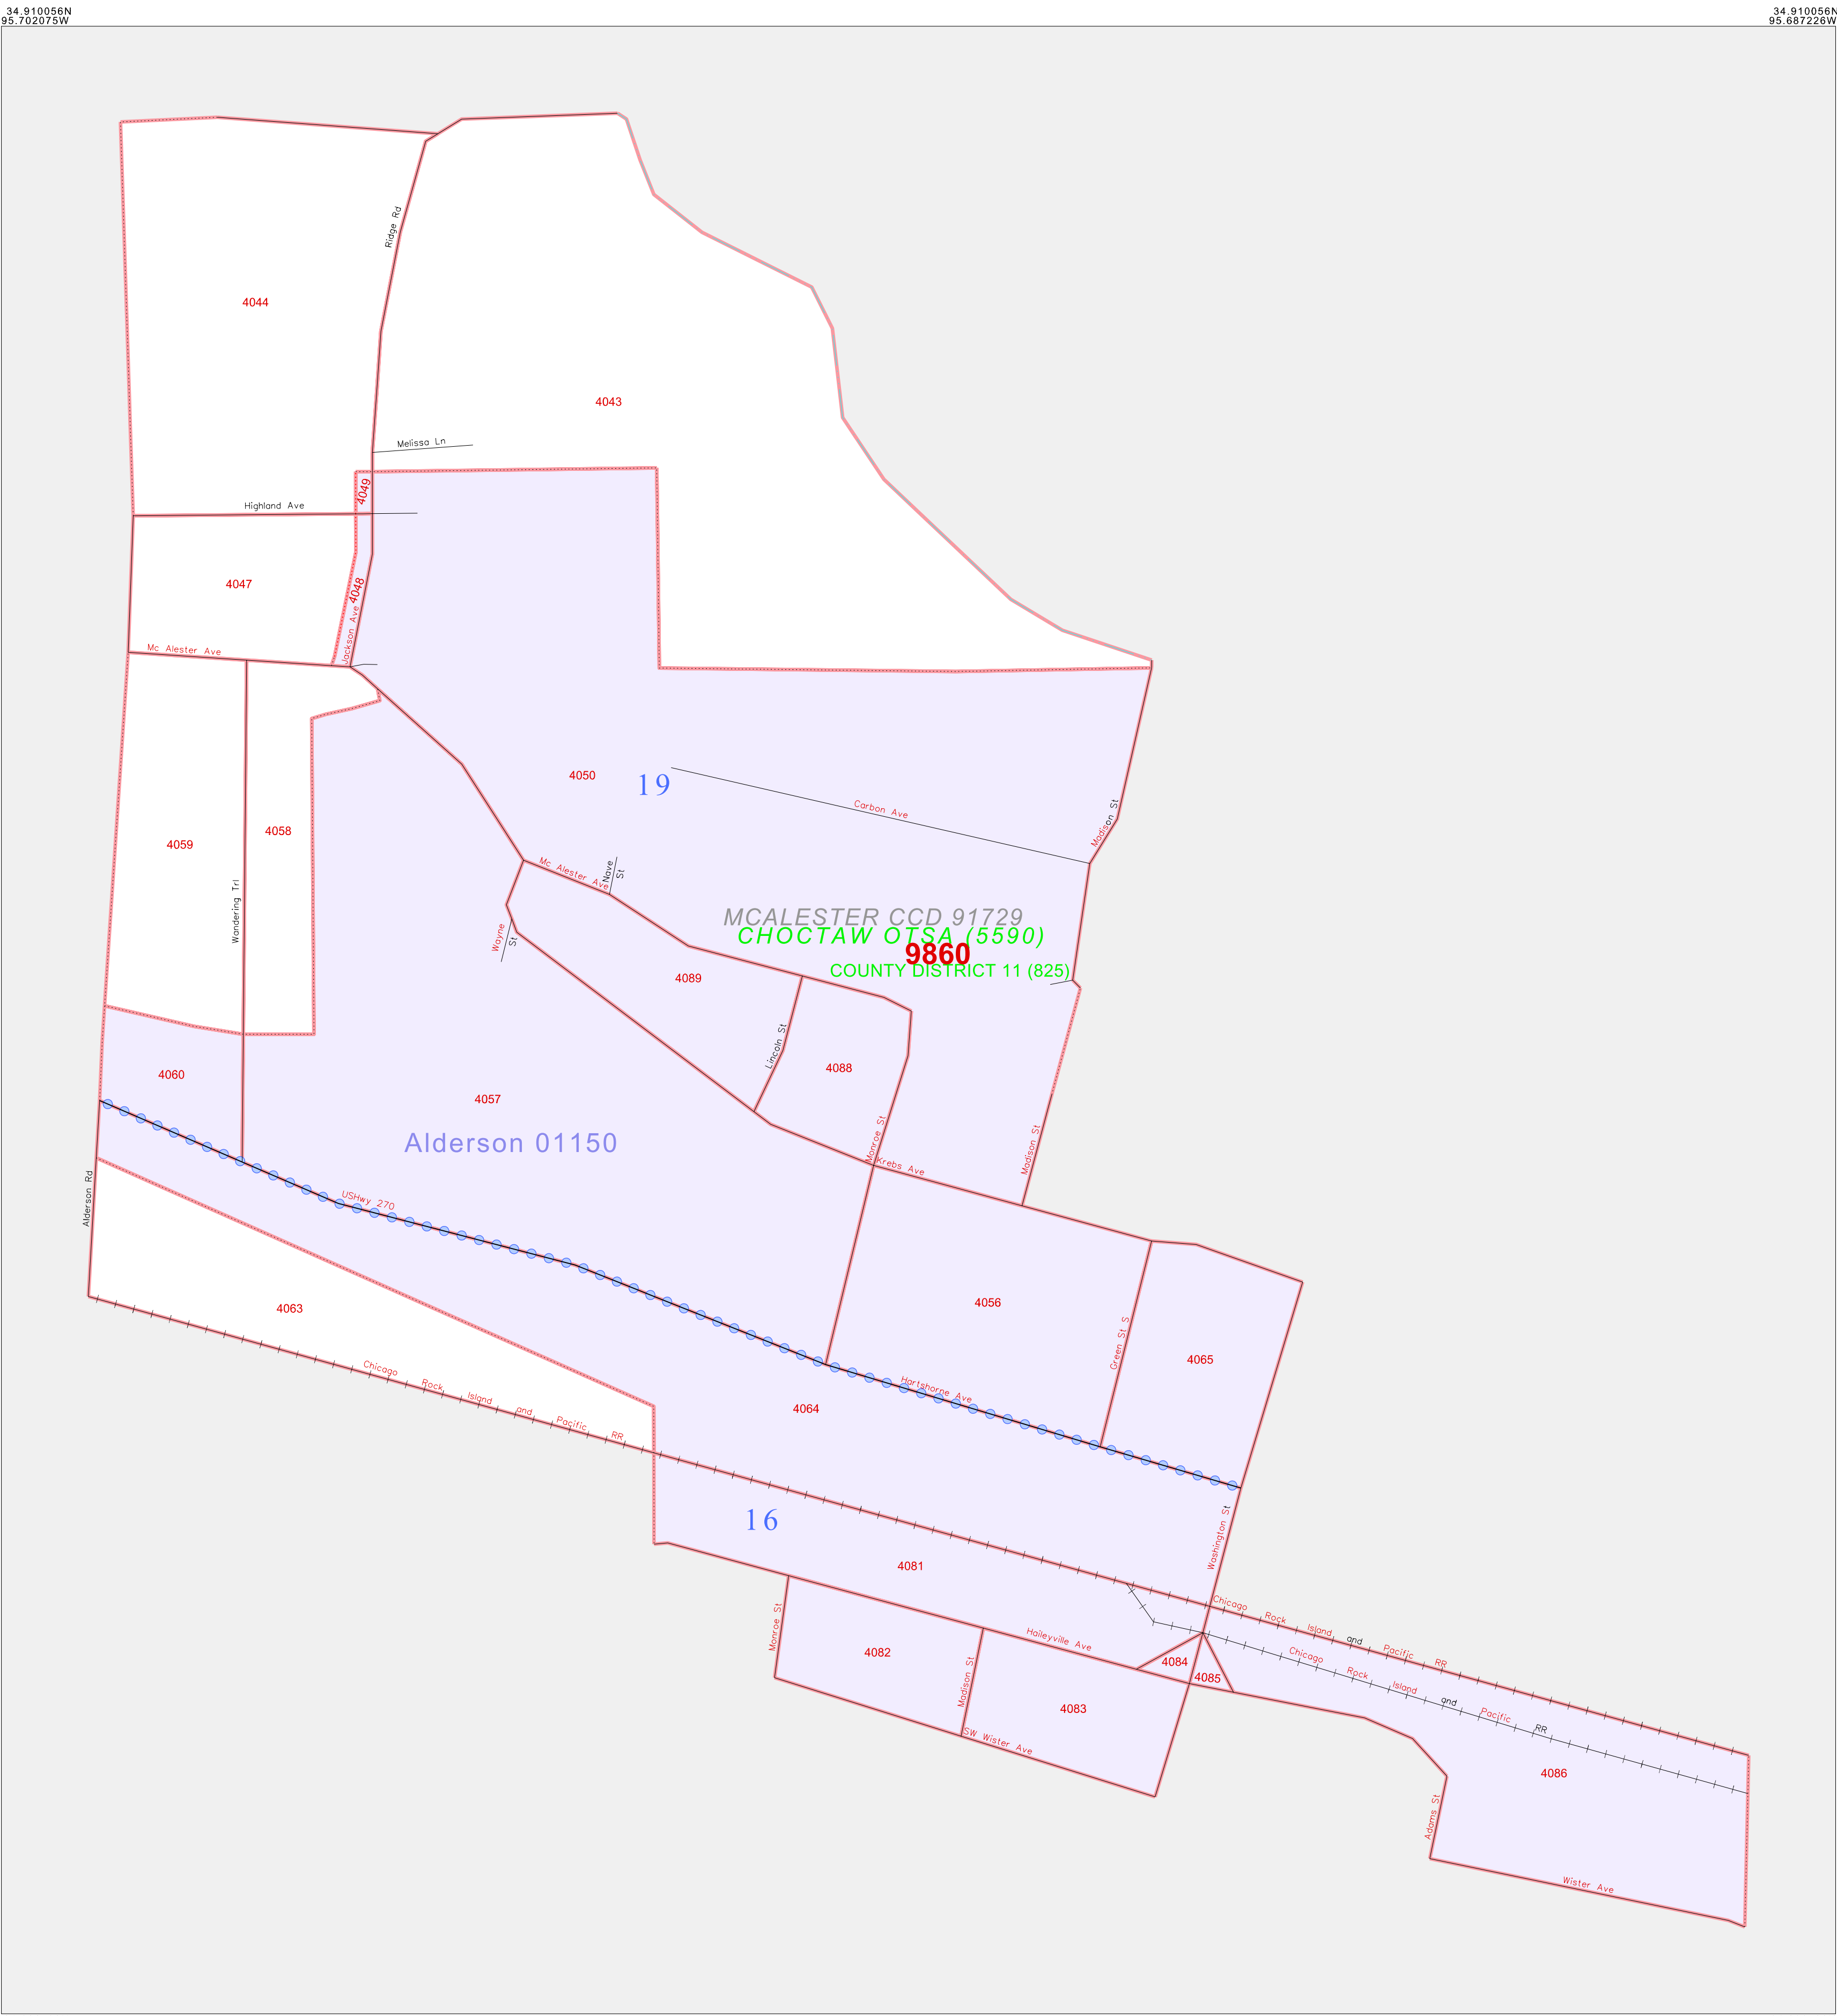 34.910056N
95.702075W
34.910056N
95.687226W
Ridge Rd
4044
4043
Melissa Ln
4049
Highland Ave
4047
4048
Jackson Ave
Mc Alester Ave
4050
19
Carbon Ave
Madison St
4058
4059
Wandering Trl
Mc Alester Ave
Nave St
Wayne St
MCALESTER CCD 91729
CHOCTAW OTSA (5590)
9860
COUNTY DISTRICT 11 (825)
4089
Lincoln St
4088
4060
4057
Alderson 01150
Monroe St
Krebs Ave
Madison St
Alderson Rd
USHwy 270
4063
4056
Green St S
4065
Chicago Rock Island and Pacific RR
Hartshorne Ave
4064
16
Washington St
4081
Chicago Rock Island and Pacific RR
Monroe St
Haileyville Ave
4082
Madison St
4084
4085
Chicago Rock Island and Pacific RR
4083
SW Wister Ave
4086
Adams St
Wister Ave